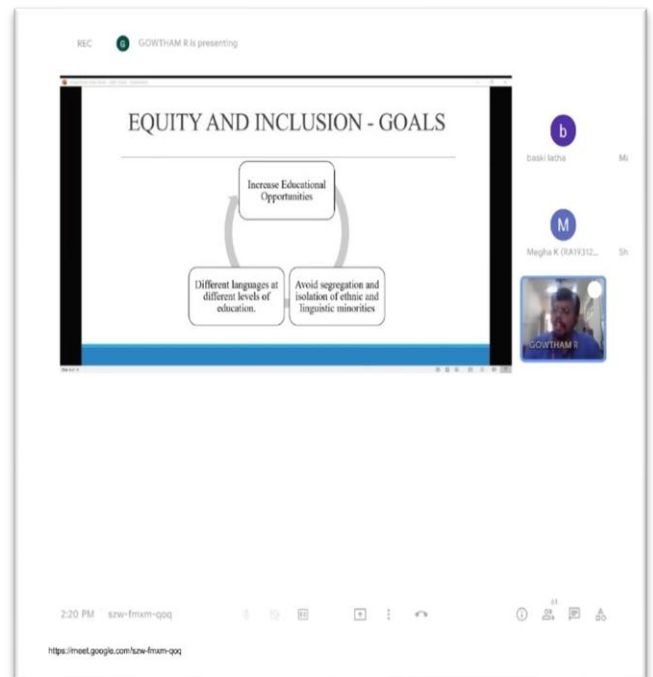 REC
G
GOWTHAM R is presenting
EQUITY AND INCLUSION - GOALS
Increase Educational
Opportunities
Different languages at
different levels of
education.
Avoid segregation and
isolation of ethnic and
linguistic minorities
b
baski latha
M
Megha K (RA19312...
Sh
GOWTHAM R
2:20 PM
szw-fmxm-qoq
61
https://meet.google.com/szw-fmxm-qoq